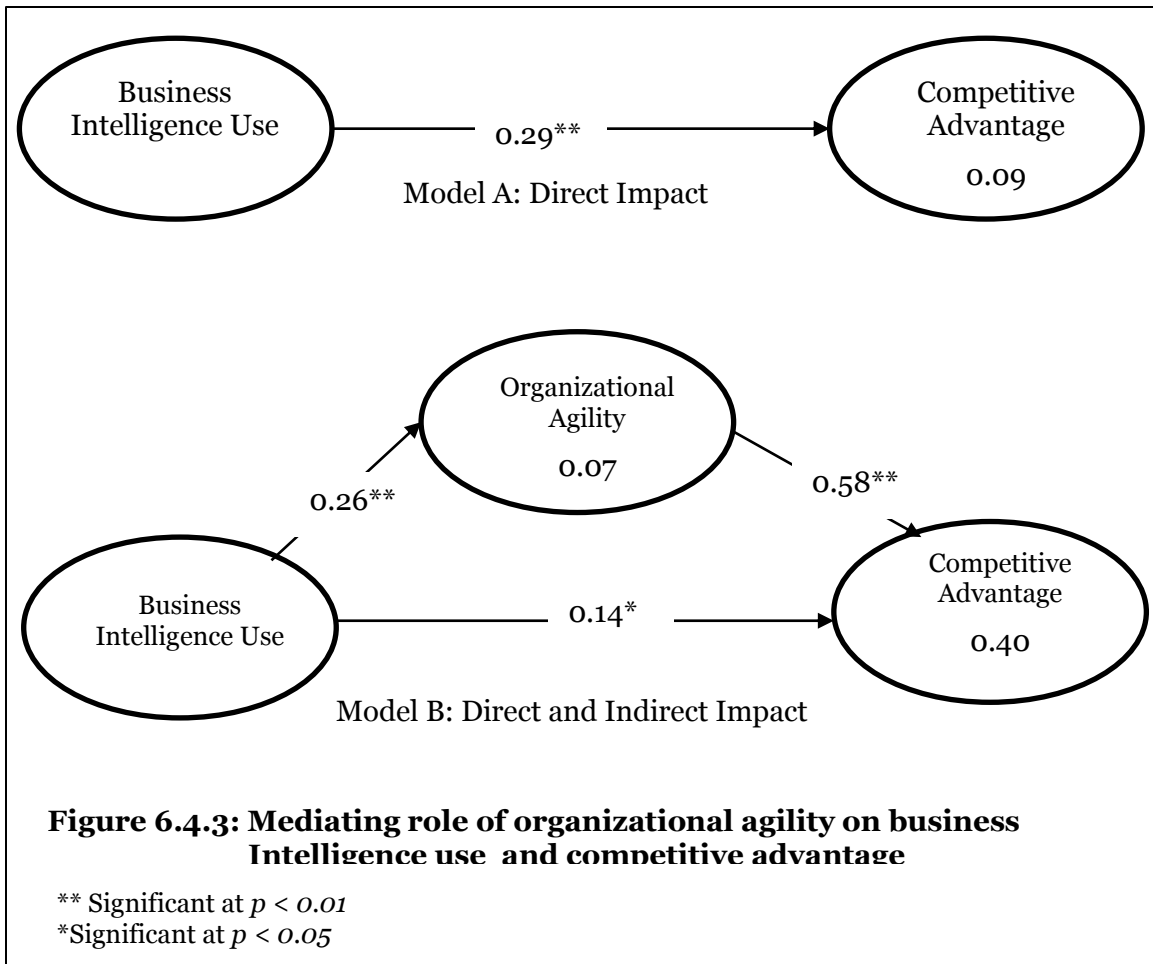 Business
Intelligence Use
Competitive
Advantage
0.29**
0.09
Model A: Direct Impact
Organizational
Agility
0.07
0.26**
0.58**
Business
Intelligence Use
Competitive
Advantage
0.14*
0.40
Model B: Direct and Indirect Impact
Figure 6.4.3: Mediating role of organizational agility on business
Intelligence use and competitive advantage
** Significant at p < 0.01
*Significant at p < 0.05